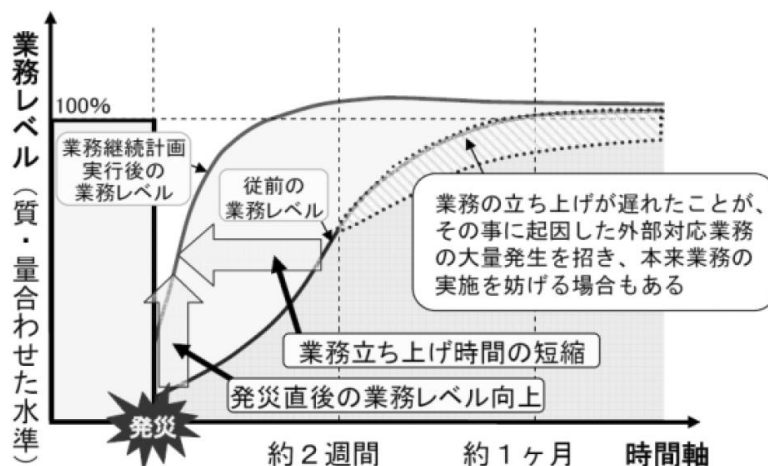 業務レベル（質・量合わせた水準）
100%
業務継続計画
実行後の
業務レベル
従前の
業務レベル
業務の立ち上げが遅れたことが、
その事に起因した外部対応業務
の大量発生を招き、本来業務の
実施を妨げる場合もある
業務立ち上げ時間の短縮
発災直後の業務レベル向上
発災
約２週間
約１ヶ月
時間軸